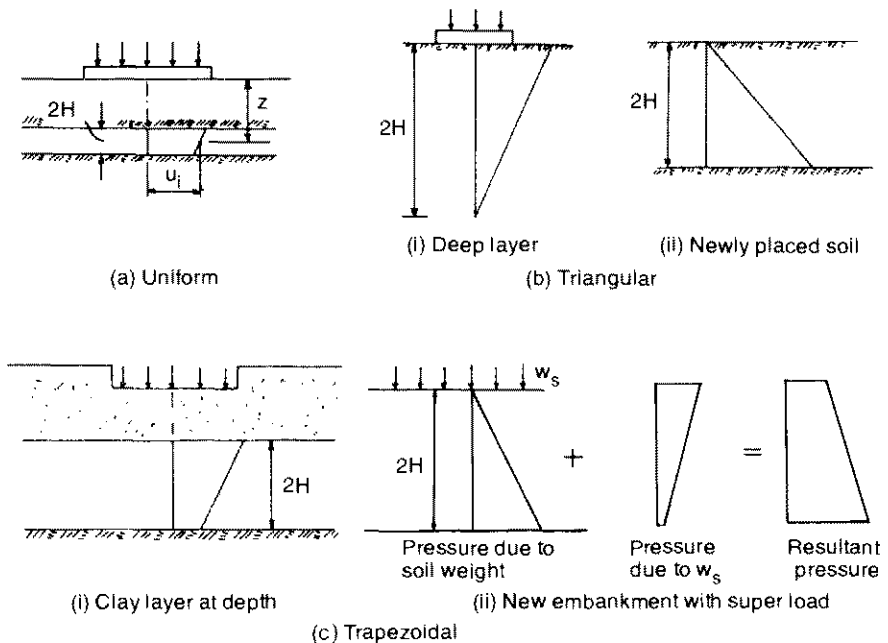 2H
z
u_i
(a) Uniform
2H
(i) Deep layer
2H
(ii) Newly placed soil
(b) Triangular
2H
(i) Clay layer at depth
w_s
2H
+
=
Pressure due to
soil weight
Pressure
due to w_s
Resultant
pressure
(ii) New embankment with super load
(c) Trapezoidal